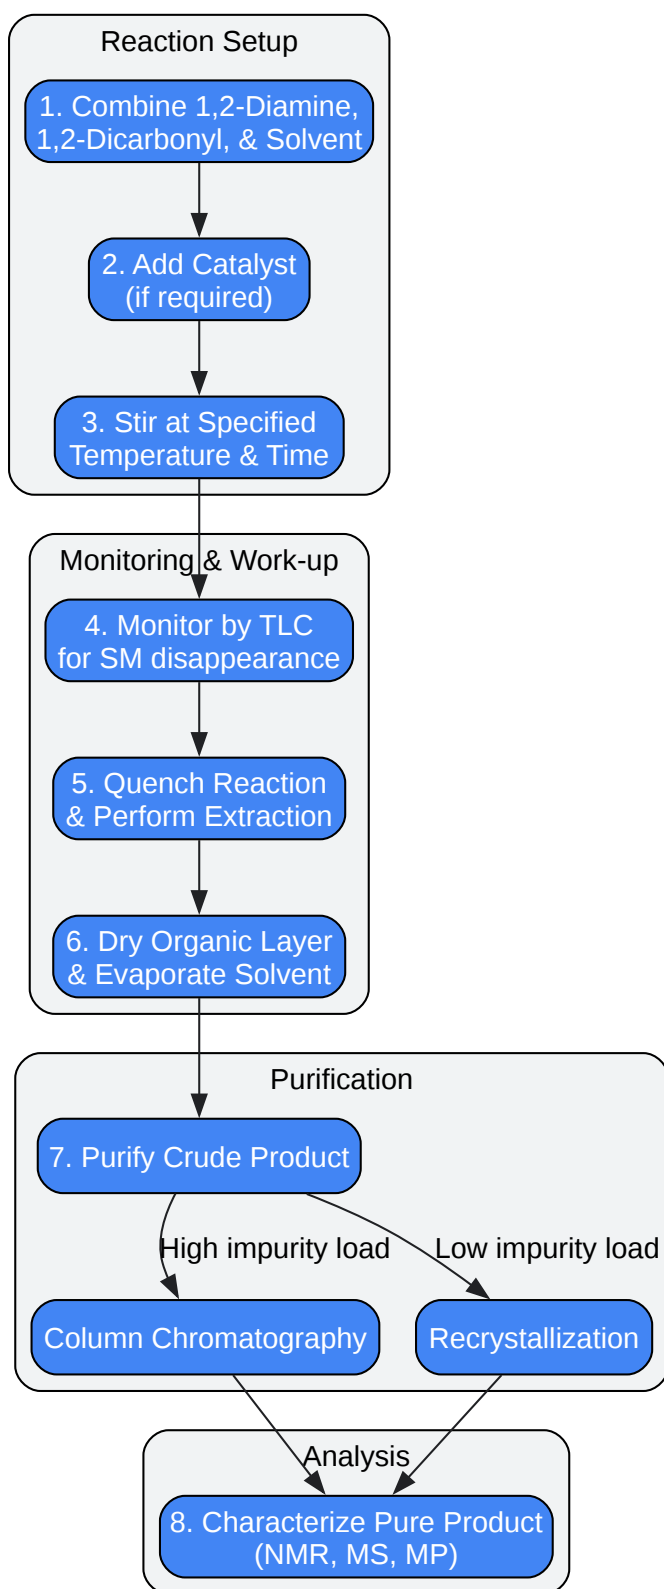 Reaction Setup
1. Combine 1,2-Diamine,
1,2-Dicarbonyl, & Solvent
2. Add Catalyst
(if required)
3. Stir at Specified
Temperature & Time
Monitoring & Work-up
4. Monitor by TLC
for SM disappearance
5. Quench Reaction
& Perform Extraction
6. Dry Organic Layer
& Evaporate Solvent
Purification
7. Purify Crude Product
High impurity load
Low impurity load
Column Chromatography
Recrystallization
Analysis
8. Characterize Pure Product
(NMR, MS, MP)